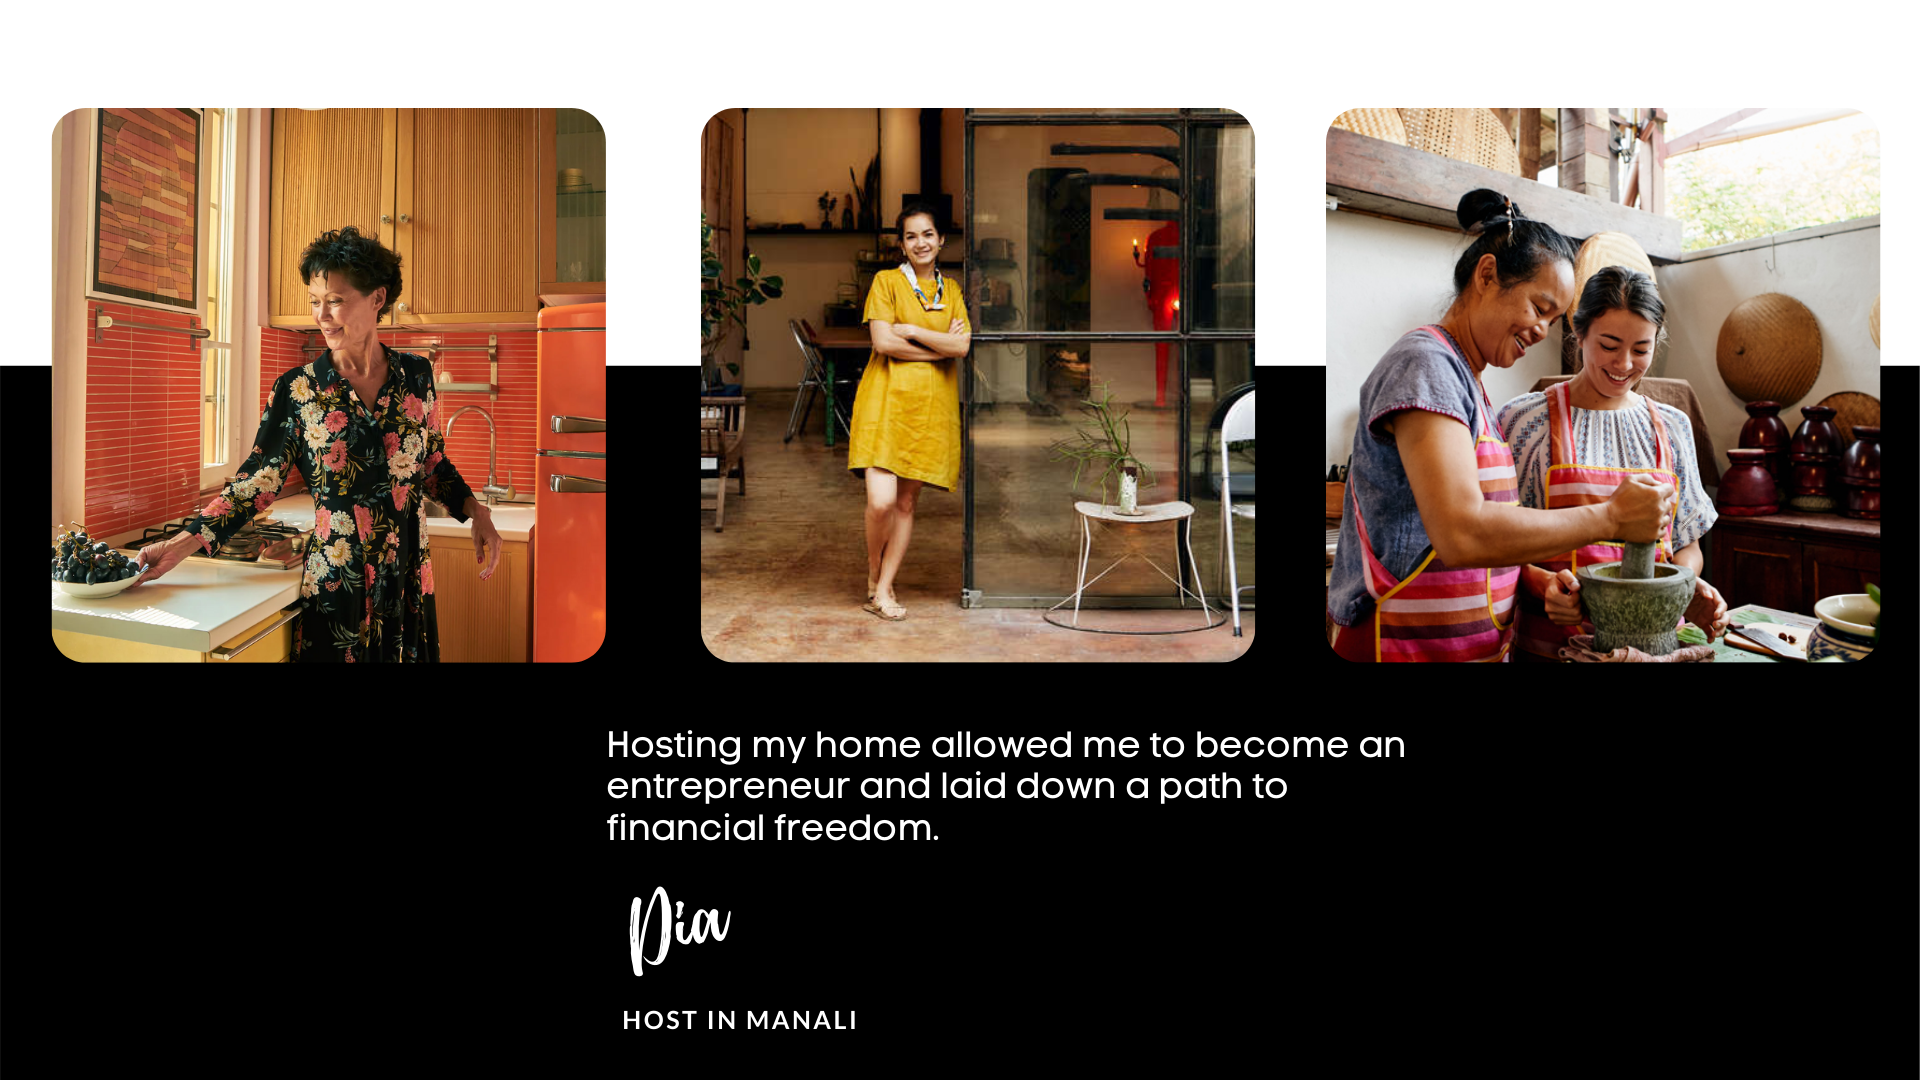 Hosting my home allowed me to become an
entrepreneur and laid down a path to
financial freedom.
Dia
HOST IN MANALI